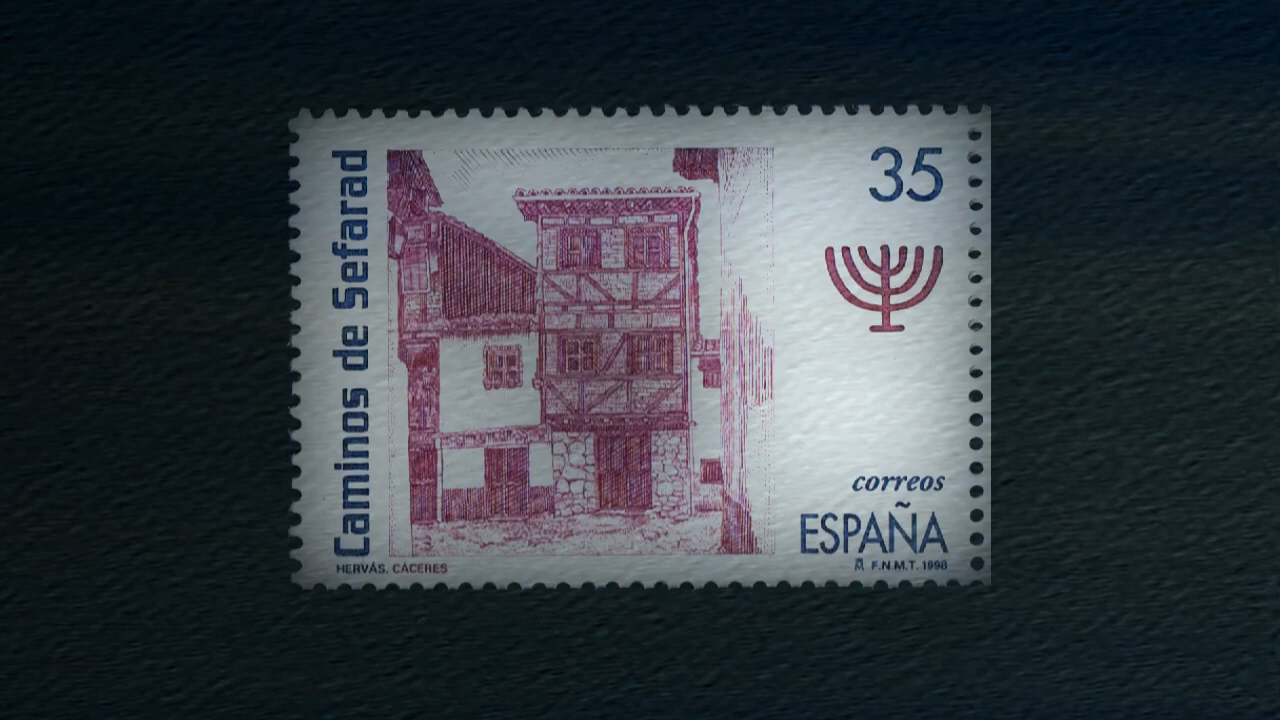 Caminos de Sefarad
35
correos
ESPAÑA
HERVÁS. CÁCERES
F.N.M.T. 1998